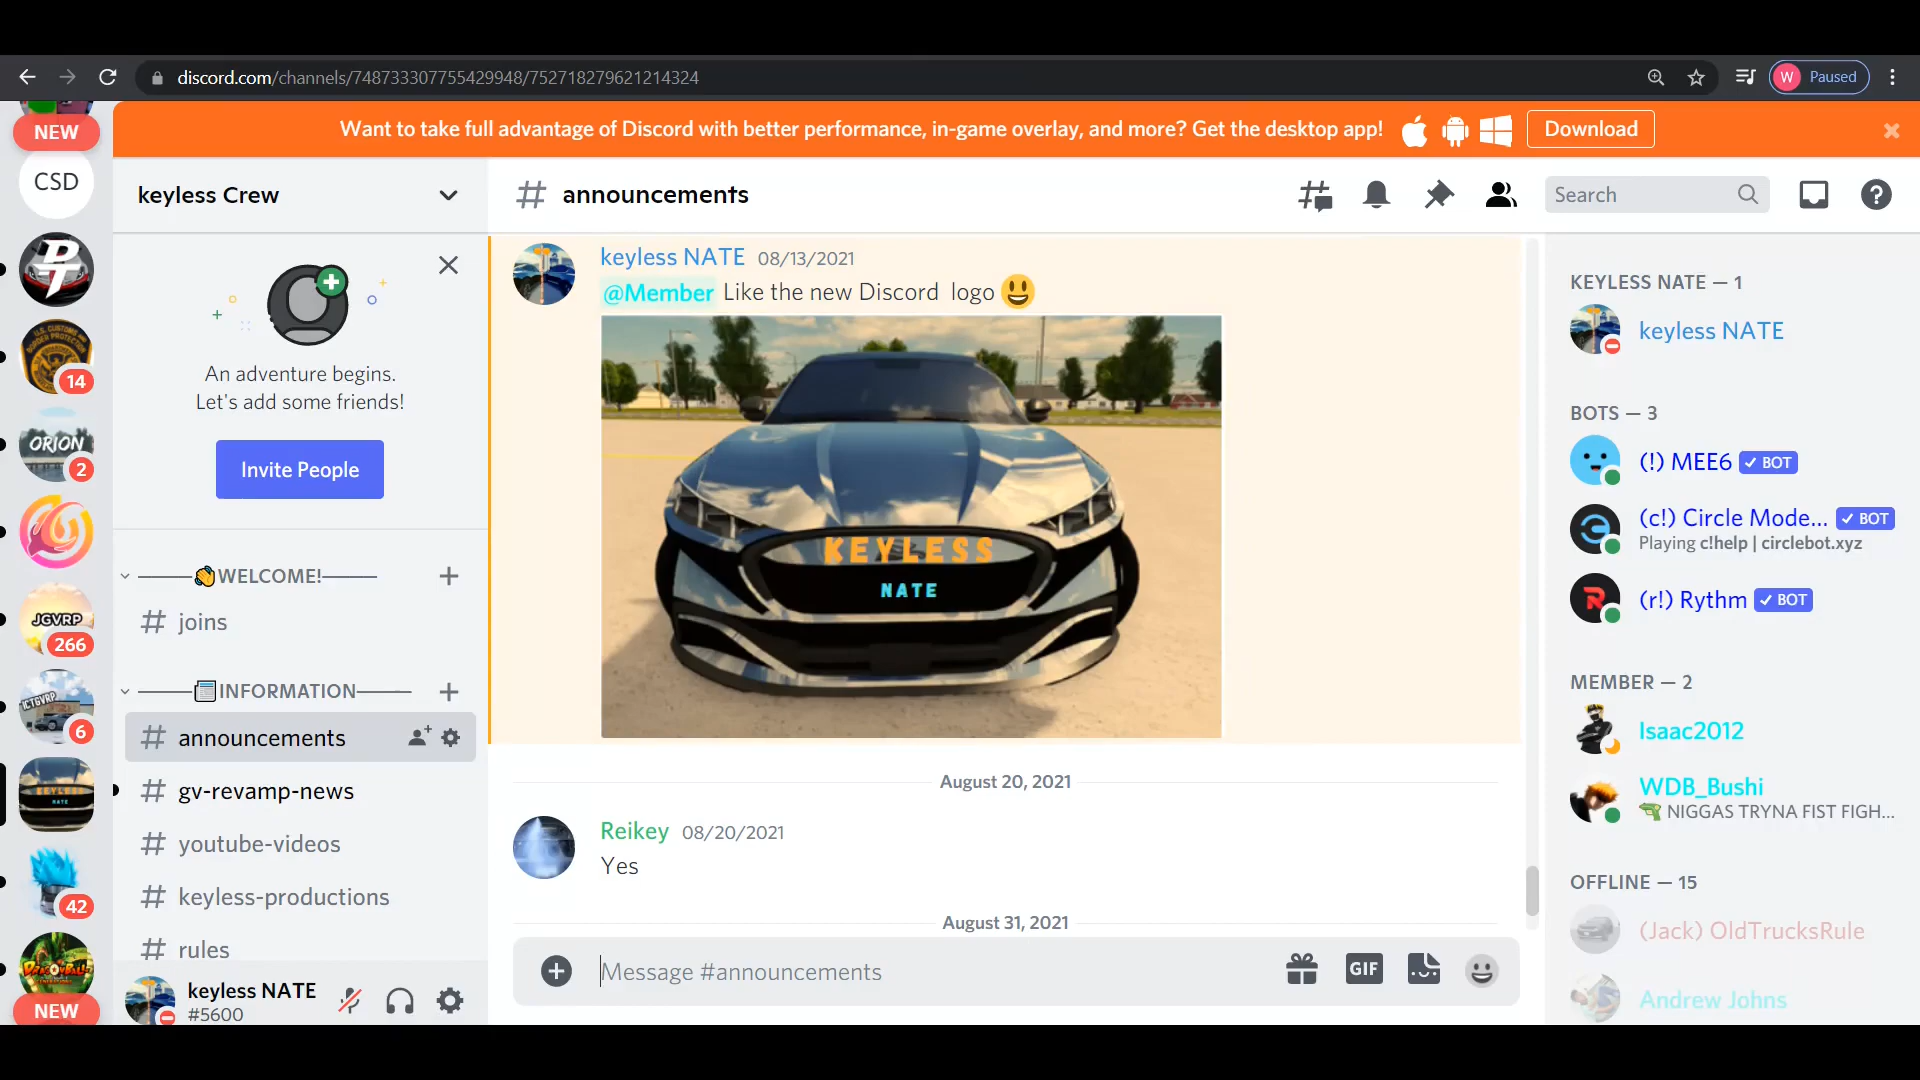 discord.com/channels/748733307755429948/752718279621214324
W Paused
NEW
Want to take full advantage of Discord with better performance, in-game overlay, and more? Get the desktop app!
Download
CSD
keyless Crew
announcements
Search
An adventure begins.
Let's add some friends!
Invite People
14
ORION
2
JGVRP
266
ICTGVRP
6
KEYLESS
NATE
42
NEW
WELCOME!
joins
INFORMATION
announcements
gv-revamp-news
youtube-videos
keyless-productions
rules
keyless NATE
#5600
keyless NATE 08/13/2021
@Member Like the new Discord logo
KEYLESS
NATE
August 20, 2021
Reikey 08/20/2021
Yes
August 31, 2021
Message #announcements
GIF
KEYLESS NATE — 1
keyless NATE
BOTS — 3
(!) MEE6 BOT
(c!) Circle Mode... BOT
Playing c!help | circlebot.xyz
(r!) Rythm BOT
MEMBER — 2
Isaac2012
WDB_Bushi
NIGGAS TRYNA FIST FIGH...
OFFLINE — 15
(Jack) OldTrucksRule
Andrew Johns